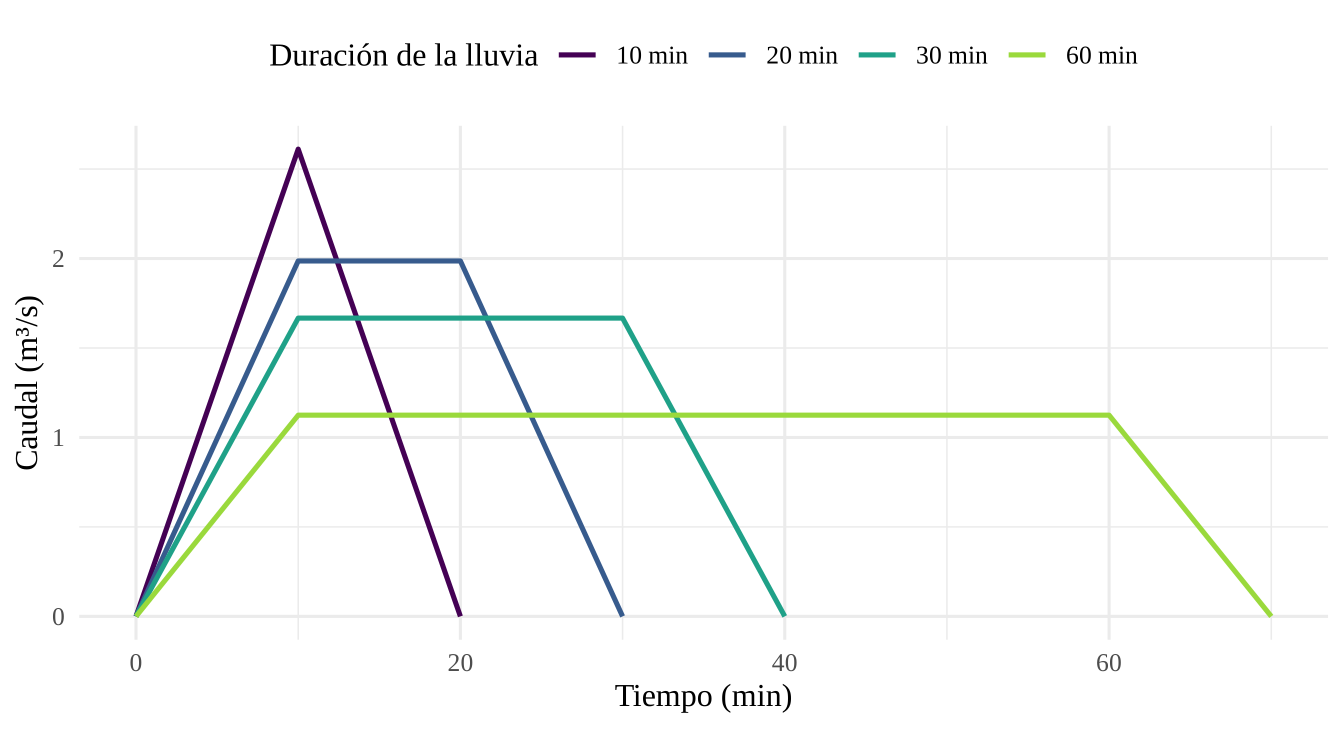 Duración de la lluvia 10 min 20 min 30 min 60 min
2
1
0
Caudal (m³/s)
0 20 40 60
Tiempo (min)